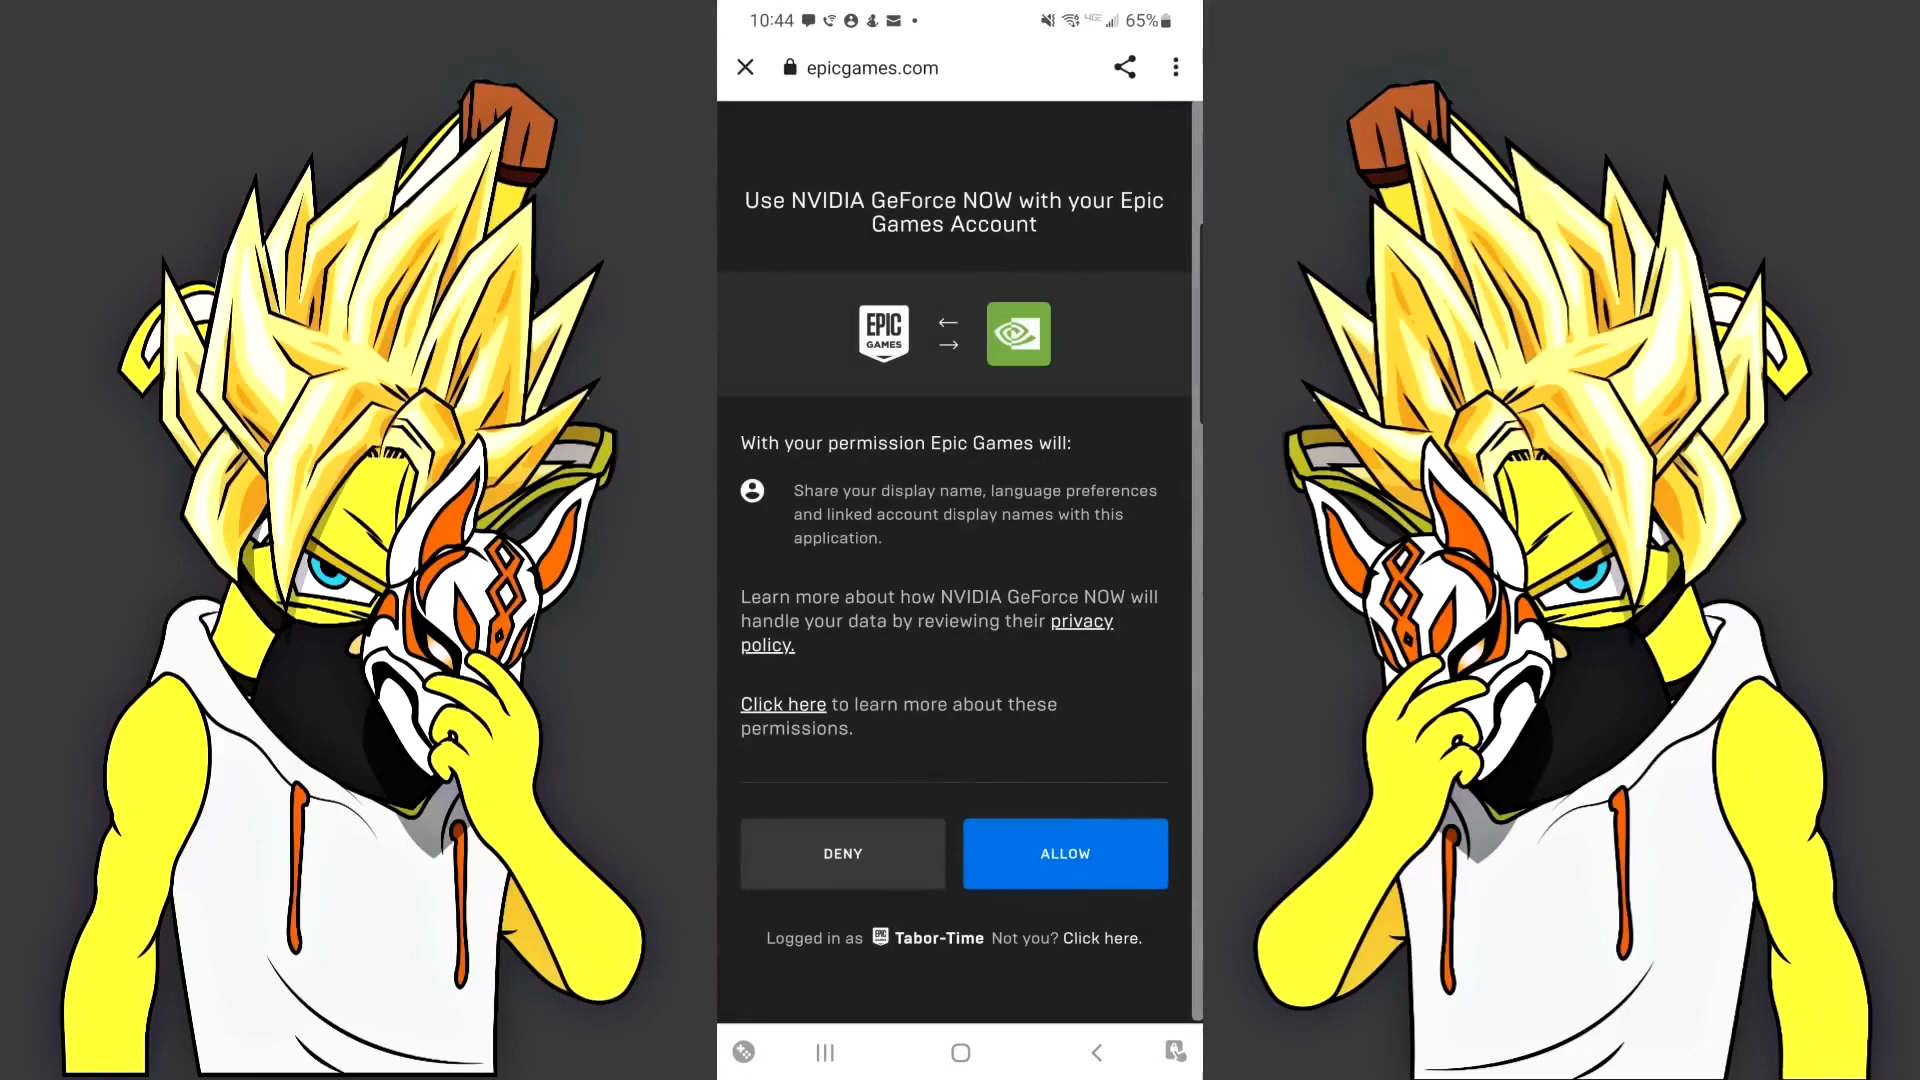 10:44
65%
epicgames.com
Use NVIDIA GeForce NOW with your Epic
Games Account
EPIC
GAMES
With your permission Epic Games will:
Share your display name, language preferences
and linked account display names with this
application.
Learn more about how NVIDIA GeForce NOW will
handle your data by reviewing their privacy
policy.
Click here to learn more about these
permissions.
DENY
ALLOW
Logged in as Tabor-Time Not you? Click here.